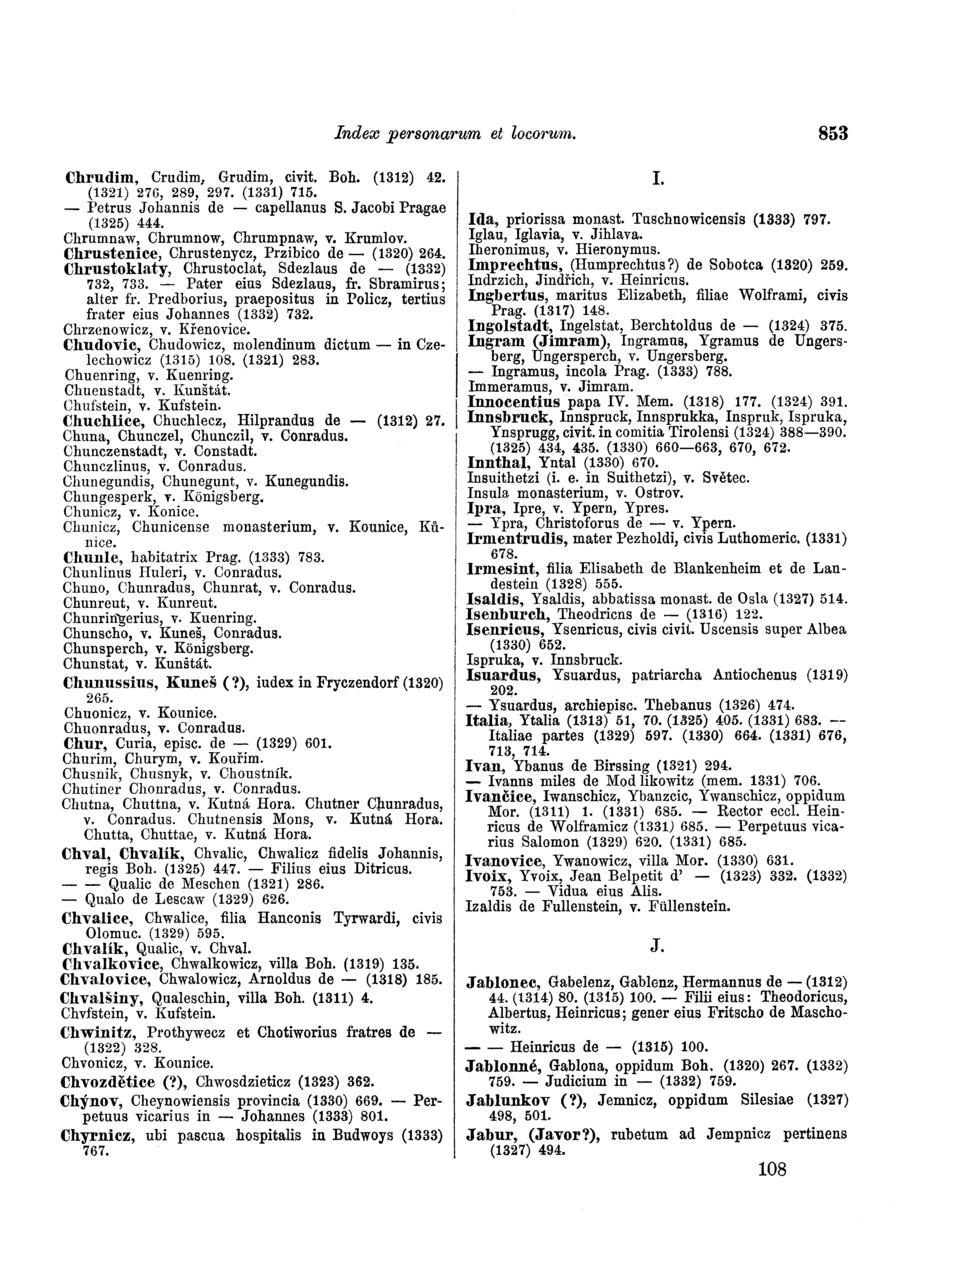 Index personarum et locorum. 853
Chrudim, Crudim, Grudim, civit. Boh. (1312) 42.
(1321) 276, 289, 297. (1331) 715.
— Petrus Johannis de — capellanus S. Jacobi Pragae
(1325) 444.
Chrumnaw, Chrumnow, Chrumpnaw, v. Krumlov.
Chrustenice, Chrustenycz, Przibico de — (1320) 264.
Chrustoklaty, Chrustoclat, Sdezlaus de — (1332)
732, 733. — Pater eius Sdezlaus, fr. Sbramirus;
alter fr. Predborius, praepositus in Policz, tertius
frater eius Johannes (1332) 732.
Chrzenowicz, v. Křenovice.
Chudovic, Chudowicz, molendinum dictum — in Cze-
lechowicz (1315) 108. (1321) 283.
Chuenring, v. Kuenring.
Chuenstadt, v. Kunštát.
Chufstein, v. Kufstein.
Chuchlice, Chuchlecz, Hilprandus de — (1312) 27.
Chuna, Chunczel, Chunczil, v. Conradus.
Chunczenstadt, v. Constadt.
Chunczlinus, v. Conradus.
Chunegundis, Chunegunt, v. Kunegundis.
Chungesperk, v. Königsberg.
Chunicz, v. Konice.
Chunicz, Chunicense monasterium, v. Kounice, Ků-
nice.
Chunle, habitatrix Prag. (1333) 783.
Chunlinus Huleri, v. Conradus.
Chuno, Chunradus, Chunrat, v. Conradus.
Chunreut, v. Kunreut.
Chunringerius, v. Kuenring.
Chunscho, v. Kuneš, Conradus.
Chunsperch, v. Königsberg.
Chunstat, v. Kunštát.
Chunussius, Kuneš (?), iudex in Fryczendorf (1320)
265.
Chuonicz, v. Kounice.
Chuonradus, v. Conradus.
Chur, Curia, episc. de — (1329) 601.
Churim, Churym, v. Kouřim.
Chusnik, Chusnyk, v. Choustník.
Chutiner Chonradus, v. Conradus.
Chutna, Chuttna, v. Kutná Hora. Chutner Chunradus,
v. Conradus. Chutnensis Mons, v. Kutná Hora.
Chutta, Chuttae, v. Kutná Hora.
Chval, Chvalík, Chvalic, Chwalicz fidelis Johannis,
regis Boh. (1325) 447. — Filius eius Ditricus.
— — Qualic de Meschen (1321) 286.
— Qualo de Lescaw (1329) 626.
Chvalice, Chwalice, filia Hanconis Tyrwardi, civis
Olomuc. (1329) 595.
Chvalík, Qualic, v. Chval.
Chvalkovice, Chwalkowicz, villa Boh. (1319) 135.
Chvalovice, Chwalowicz, Arnoldus de — (1318) 185.
Chvalšiny, Qualeschin, villa Boh. (1311) 4.
Chvfstein, v. Kufstein.
Chwinitz, Prothywecz et Chotiworius fratres de —
(1322) 328.
Chvonicz, v. Kounice.
Chvozdětice (?), Chwosdzieticz (1323) 362.
Chýnov, Cheynowiensis provincia (1330) 669. — Per-
petuus vicarius in — Johannes (1333) 801.
Chyrnicz, ubi pascua hospitalis in Budwoys (1333)
767.
I.
Ida, priorissa monast. Tuschnowicensis (1333) 797.
Iglau, Iglavia, v. Jihlava.
Iheronimus, v. Hieronymus.
Imprechtus, (Humprechtus?) de Sobotca (1320) 259.
Indrzich, Jindřich, v. Heinricus.
Ingbertus, maritus Elizabeth, filiae Wolframi, civis
Prag. (1317) 148.
Ingolstadt, Ingelstat, Berchtoldus de — (1324) 375.
Ingram (Jimram), Ingramus, Ygramus de Ungers-
berg, Ungersperch, v. Ungersberg.
— Ingramus, incola Prag. (1333) 788.
Immeramus, v. Jimram.
Innocentius papa IV. Mem. (1318) 177. (1324) 391.
Innsbruck, Innspruck, Innsprukka, Inspruk, Ispruka,
Ynsprugg, civit. in comitia Tirolensi (1324) 388—390.
(1325) 434, 435. (1330) 660—663, 670, 672.
Innthal, Yntal (1330) 670.
Insuithetzi (i. e. in Suithetzi), v. Světec.
Insula monasterium, v. Ostrov.
Ipra, Ipre, v. Ypern, Ypres.
— Ypra, Christoforus de — v. Ypern.
Irmentrudis, mater Pezholdi, civis Luthomeric. (1331)
678.
Irmesint, filia Elisabeth de Blankenheim et de Lan-
destein (1328) 555.
Isaldis, Ysaldis, abbatissa monast. de Osla (1327) 514.
Isenburch, Theodricns de — (1316) 122.
Isenricus, Ysenricus, civis civit. Uscensis super Albea
(1330) 652.
Ispruka, v. Innsbruck.
Isuardus, Ysuardus, patriarcha Antiochenus (1319)
202.
— Ysuardus, archiepisc. Thebanus (1326) 474.
Italia, Ytalia (1313) 51, 70. (1325) 405. (1331) 683. —
Italiae partes (1329) 597. (1330) 664. (1331) 676,
713, 714.
Ivan, Ybanus de Birssing (1321) 294.
— Ivanns miles de Modlikowitz (mem. 1331) 706.
Ivančice, Iwanschicz, Ybanzcic, Ywanschicz, oppidum
Mor. (1311) 1. (1331) 685. — Rector eccl. Hein-
ricus de Wolframicz (1331) 685. — Perpetuus vica-
rius Salomon (1329) 620. (1331) 685.
Ivanovice, Ywanowicz, villa Mor. (1330) 631.
Ivoix, Yvoix, Jean Belpetit d' — (1323) 332. (1332)
753. — Vidua eius Alis.
Izaldis de Fullenstein, v. Füllenstein.
J.
Jablonec, Gabelenz, Gablenz, Hermannus de — (1312)
44. (1314) 80. (1315) 100. — Filii eius: Theodoricus,
Albertus, Heinricus; gener eius Fritscho de Mascho-
witz.
— — Heinricus de — (1315) 100.
Jablonné, Gablona, oppidum Boh. (1320) 267. (1332)
759. — Judicium in — (1332) 759.
Jablunkov (?), Jemnicz, oppidum Silesiae (1327)
498, 501.
Jabur, (Javor?), rubetum ad Jempnicz pertinens
(1327) 494.
108